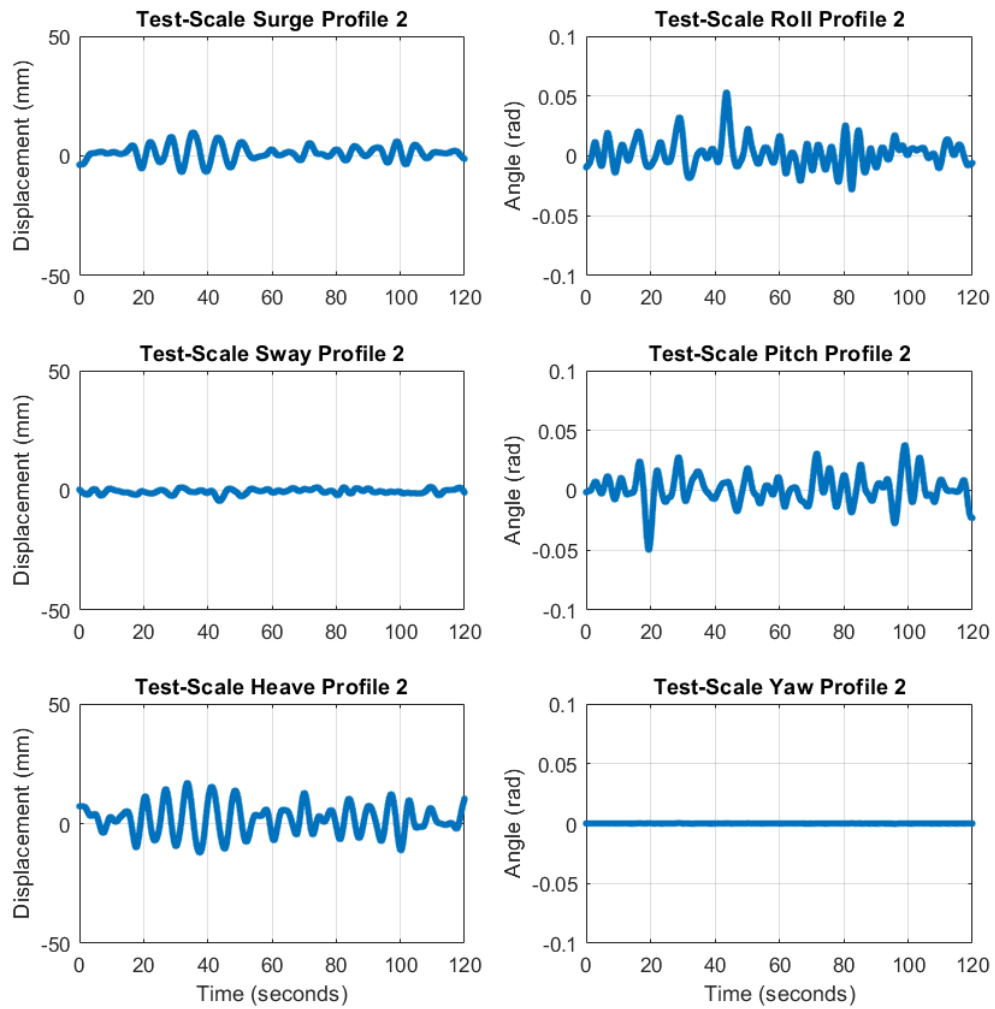 Test-Scale Surge Profile 2
50
0
-50
Displacement (mm)
0 20 40 60 80 100 120
Test-Scale Roll Profile 2
0.1
0.05
0
-0.05
-0.1
Angle (rad)
0 20 40 60 80 100 120
Test-Scale Sway Profile 2
50
0
-50
Displacement (mm)
0 20 40 60 80 100 120
Test-Scale Pitch Profile 2
0.1
0.05
0
-0.05
-0.1
Angle (rad)
0 20 40 60 80 100 120
Test-Scale Heave Profile 2
50
0
-50
Displacement (mm)
0 20 40 60 80 100 120
Time (seconds)
Test-Scale Yaw Profile 2
0.1
0.05
0
-0.05
-0.1
Angle (rad)
0 20 40 60 80 100 120
Time (seconds)